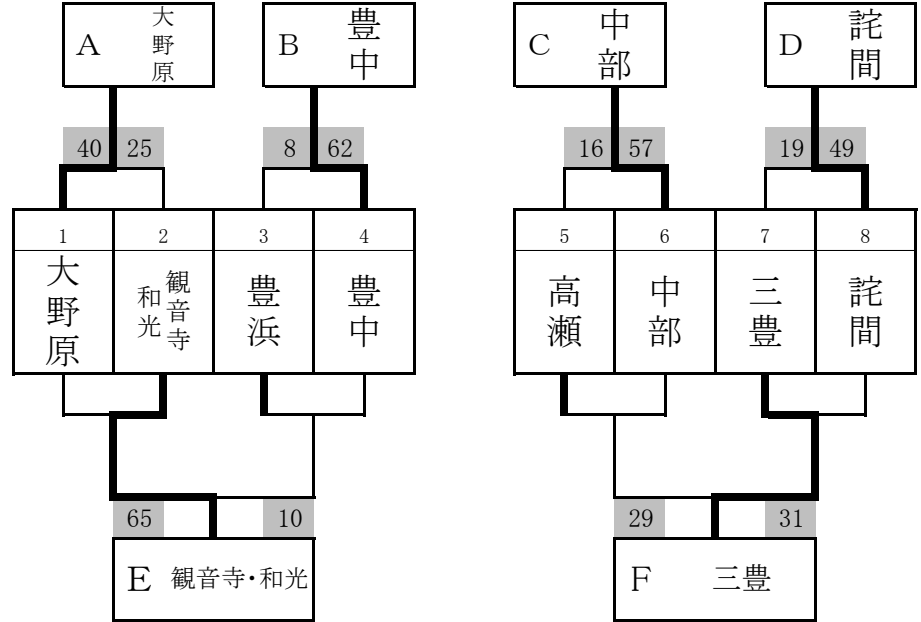 A 大野原
B 豊中
C 中部
D 詫間
40 25
8 62
16 57
19 49
1 2 3 4
5 6 7 8
大野原
観音寺
和光
豊浜
豊中
高瀬
中部
三豊
詫間
65 10
29 31
E 観音寺・和光
F 三豊